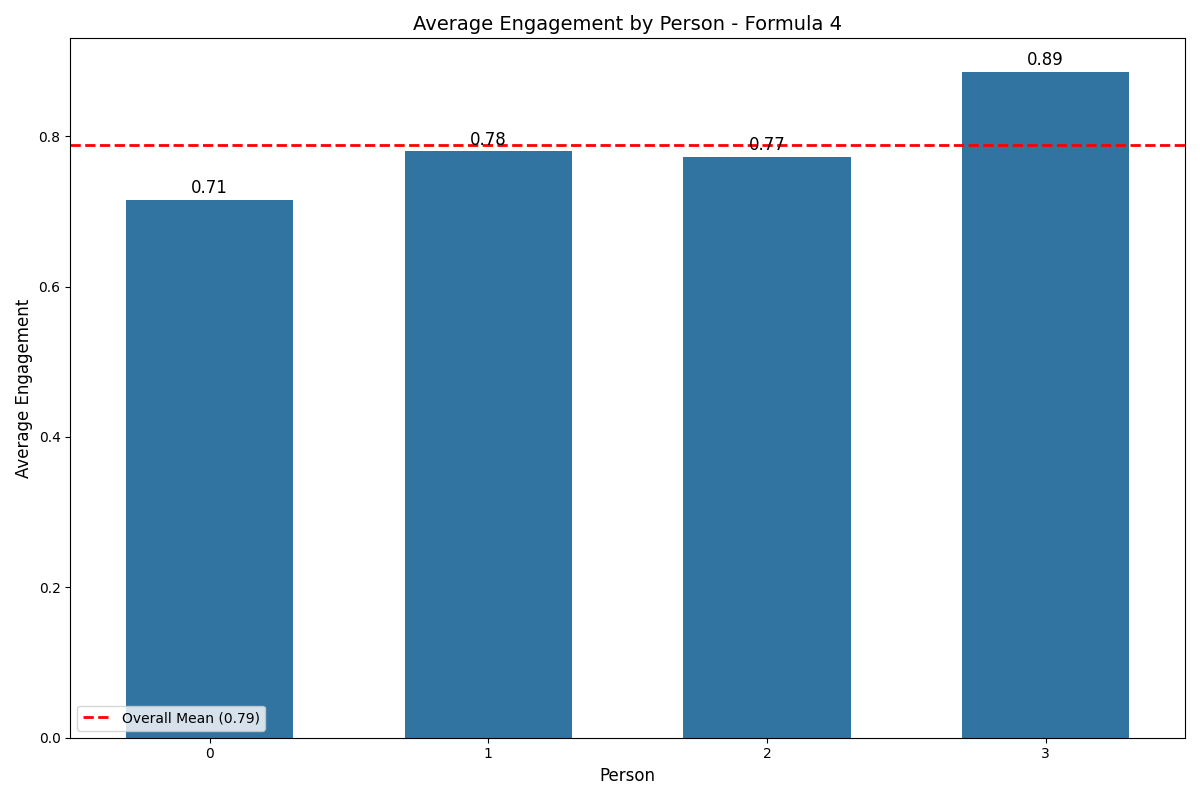 Average Engagement by Person - Formula 4
0.89
0.78
0.77
0.71
0.8
0.6
0.4
0.2
0.0
Average Engagement
Overall Mean (0.79)
0 1 2 3
Person